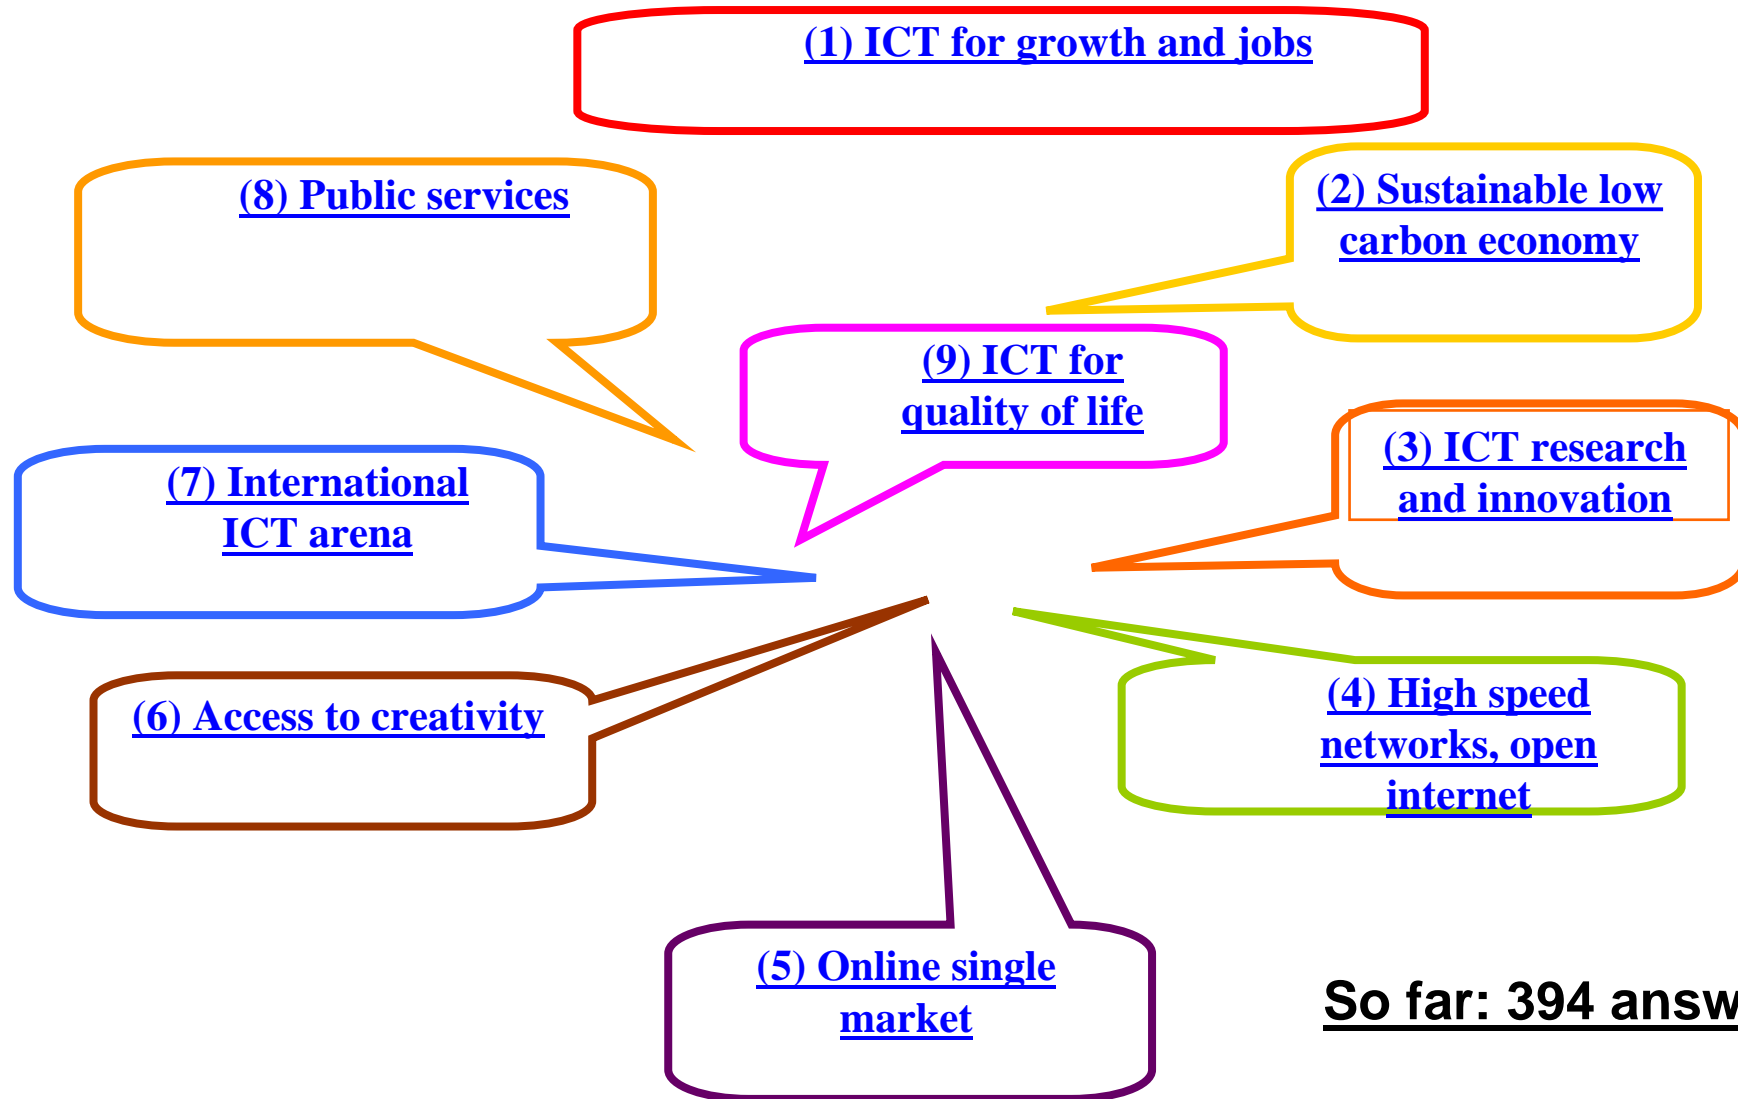 (1) ICT for growth and jobs
(8) Public services
(2) Sustainable low
carbon economy
(9) ICT for
quality of life
(3) ICT research
and innovation
(7) International
ICT arena
(6) Access to creativity
(4) High speed
networks, open
internet
(5) Online single
market
So far: 394